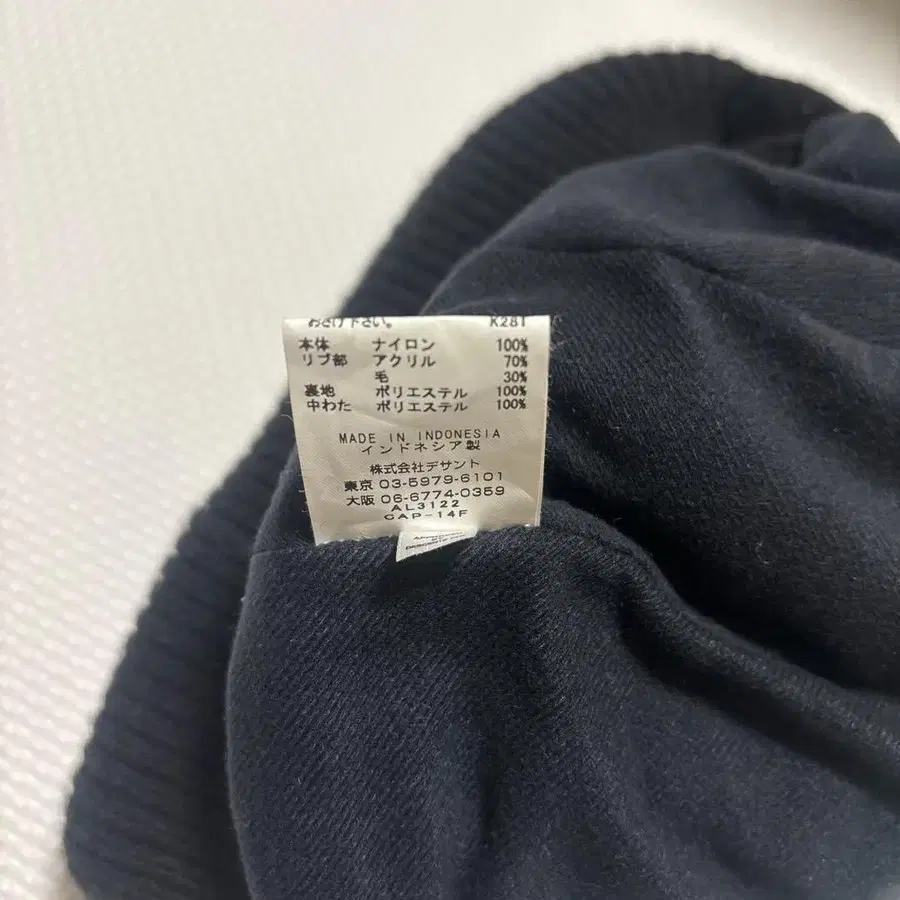 おさけ下さい。 K281
本体 ナイロン 100%
リブ部 アクリル 70%
毛 30%
裏地 ポリエステル 100%
中わた ポリエステル 100%
MADE IN INDONESIA
インドネシア製
株式会社デサント
東京 03-5979-6101
大阪 06-6774-0359
AL3122
CAP-14F